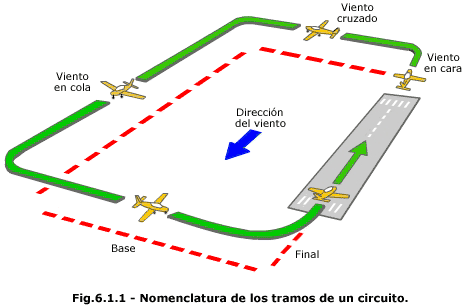 Viento
cruzado
Viento
en cara
Viento
en cola
Dirección
del viento
Base
Final
Fig.6.1.1 - Nomenclatura de los tramos de un circuito.